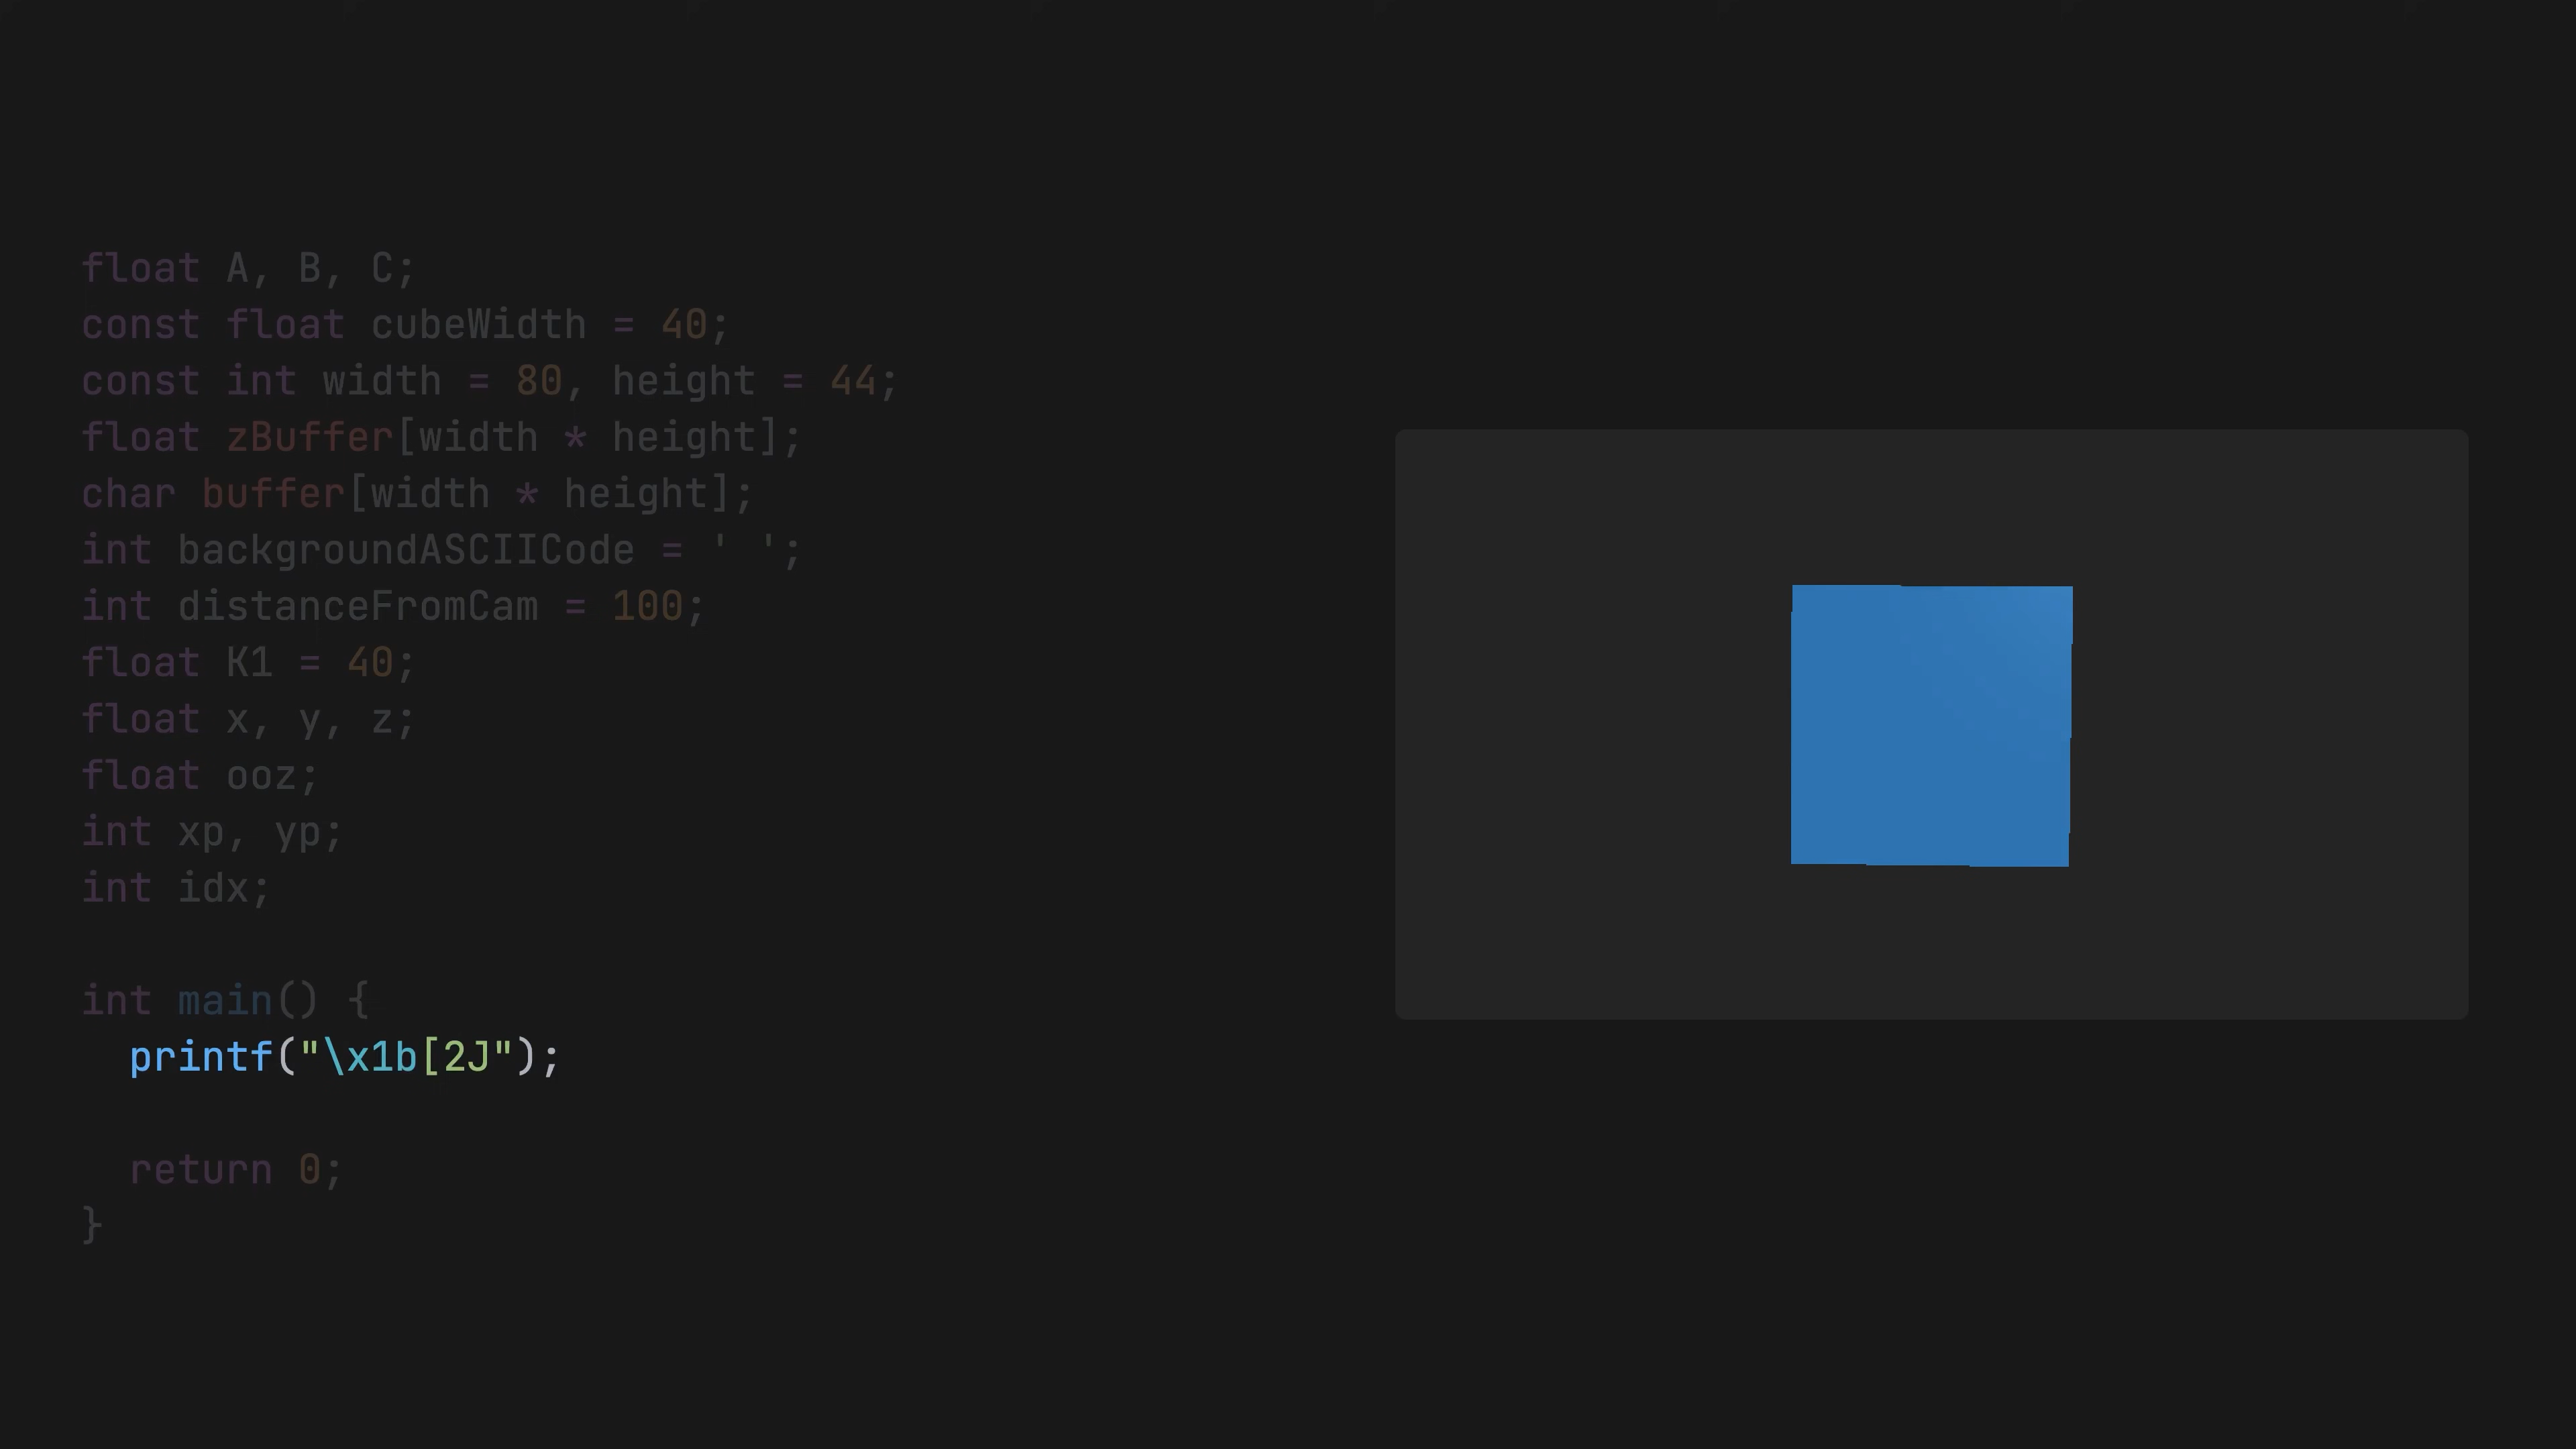 float A, B, C;
const float cubeWidth = 40;
const int width = 80, height = 44;
float zBuffer[width * height];
char buffer[width * height];
int backgroundASCIICode = ' ';
int distanceFromCam = 100;
float K1 = 40;
float x, y, z;
float ooz;
int xp, yp;
int idx;

int main() {
  printf("\x1b[2J");

  return 0;
}